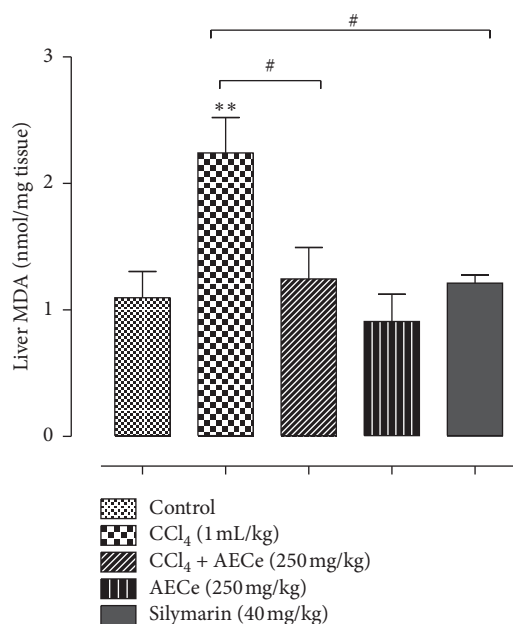 #
#
**
3
2
1
0
Liver MDA (nmol/mg tissue)
Control
CCl₄ (1 mL/kg)
CCl₄ + AECe (250 mg/kg)
AECe (250 mg/kg)
Silymarin (40 mg/kg)